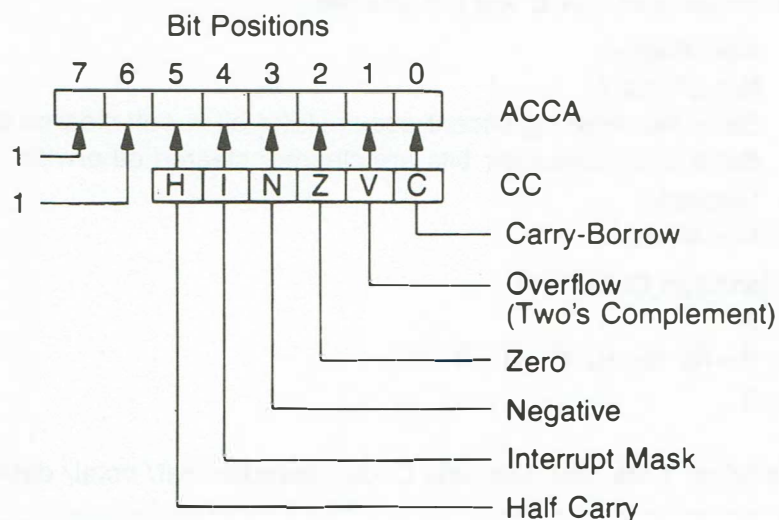 Bit Positions
7 6 5 4 3 2 1 0
ACCA
1
H N Z V C
CC
1
Carry-Borrow
Overflow
(Two's Complement)
Zero
Negative
Interrupt Mask
Half Carry